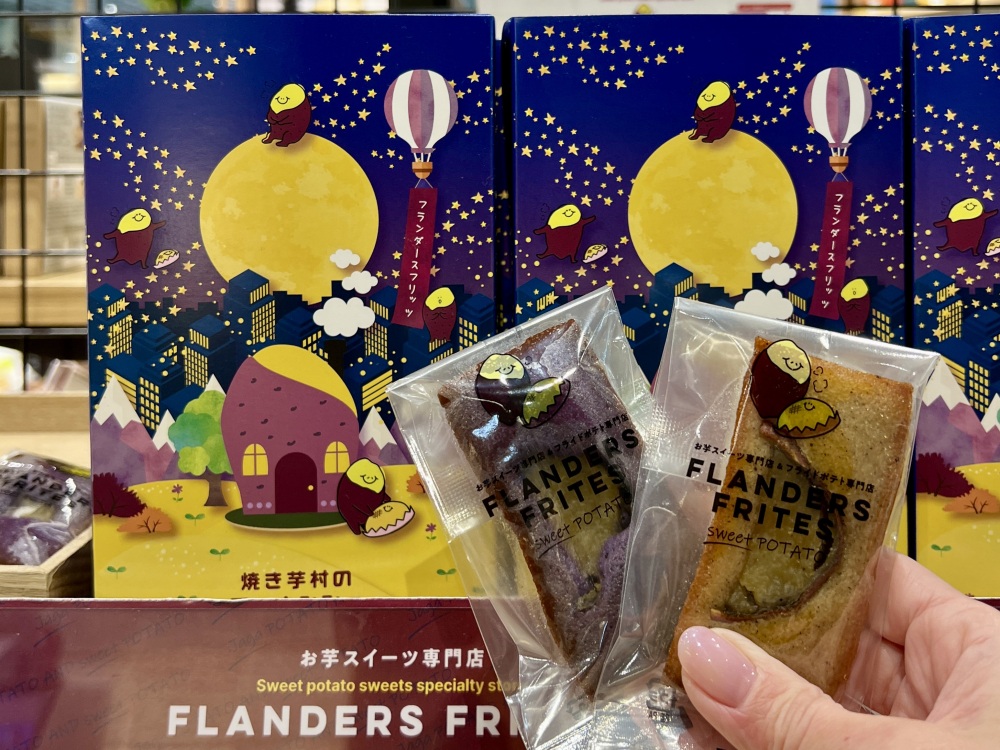 フランダースフリッツ
フランダースフリッツ
焼き芋村の
お芋スイーツ専門店&フライドポテト専門店
FLANDERS
FRITES
sweet POTATO
お芋スイーツ専門店&フライドポテト専門店
FLANDERS
FRITES
sweet POTATO
お芋スイーツ専門店
Sweet potato sweets specialty
FLANDERS FRI